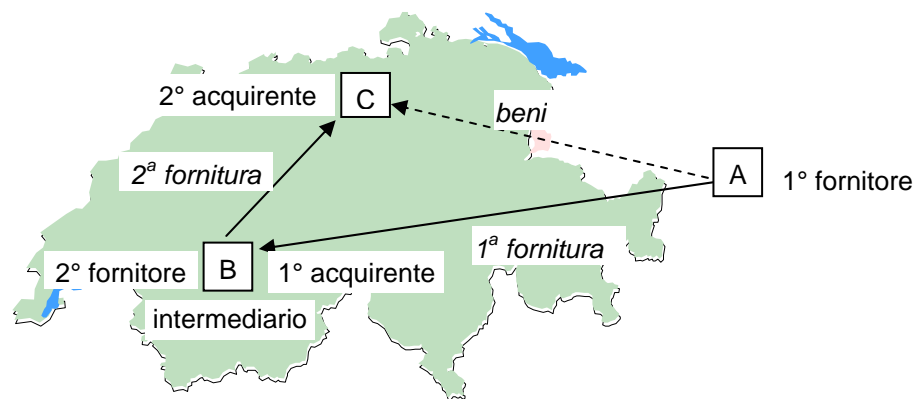 2° acquirente
C
beni
2ª fornitura
A
1° fornitore
1ª fornitura
2° fornitore
B
1° acquirente
intermediario